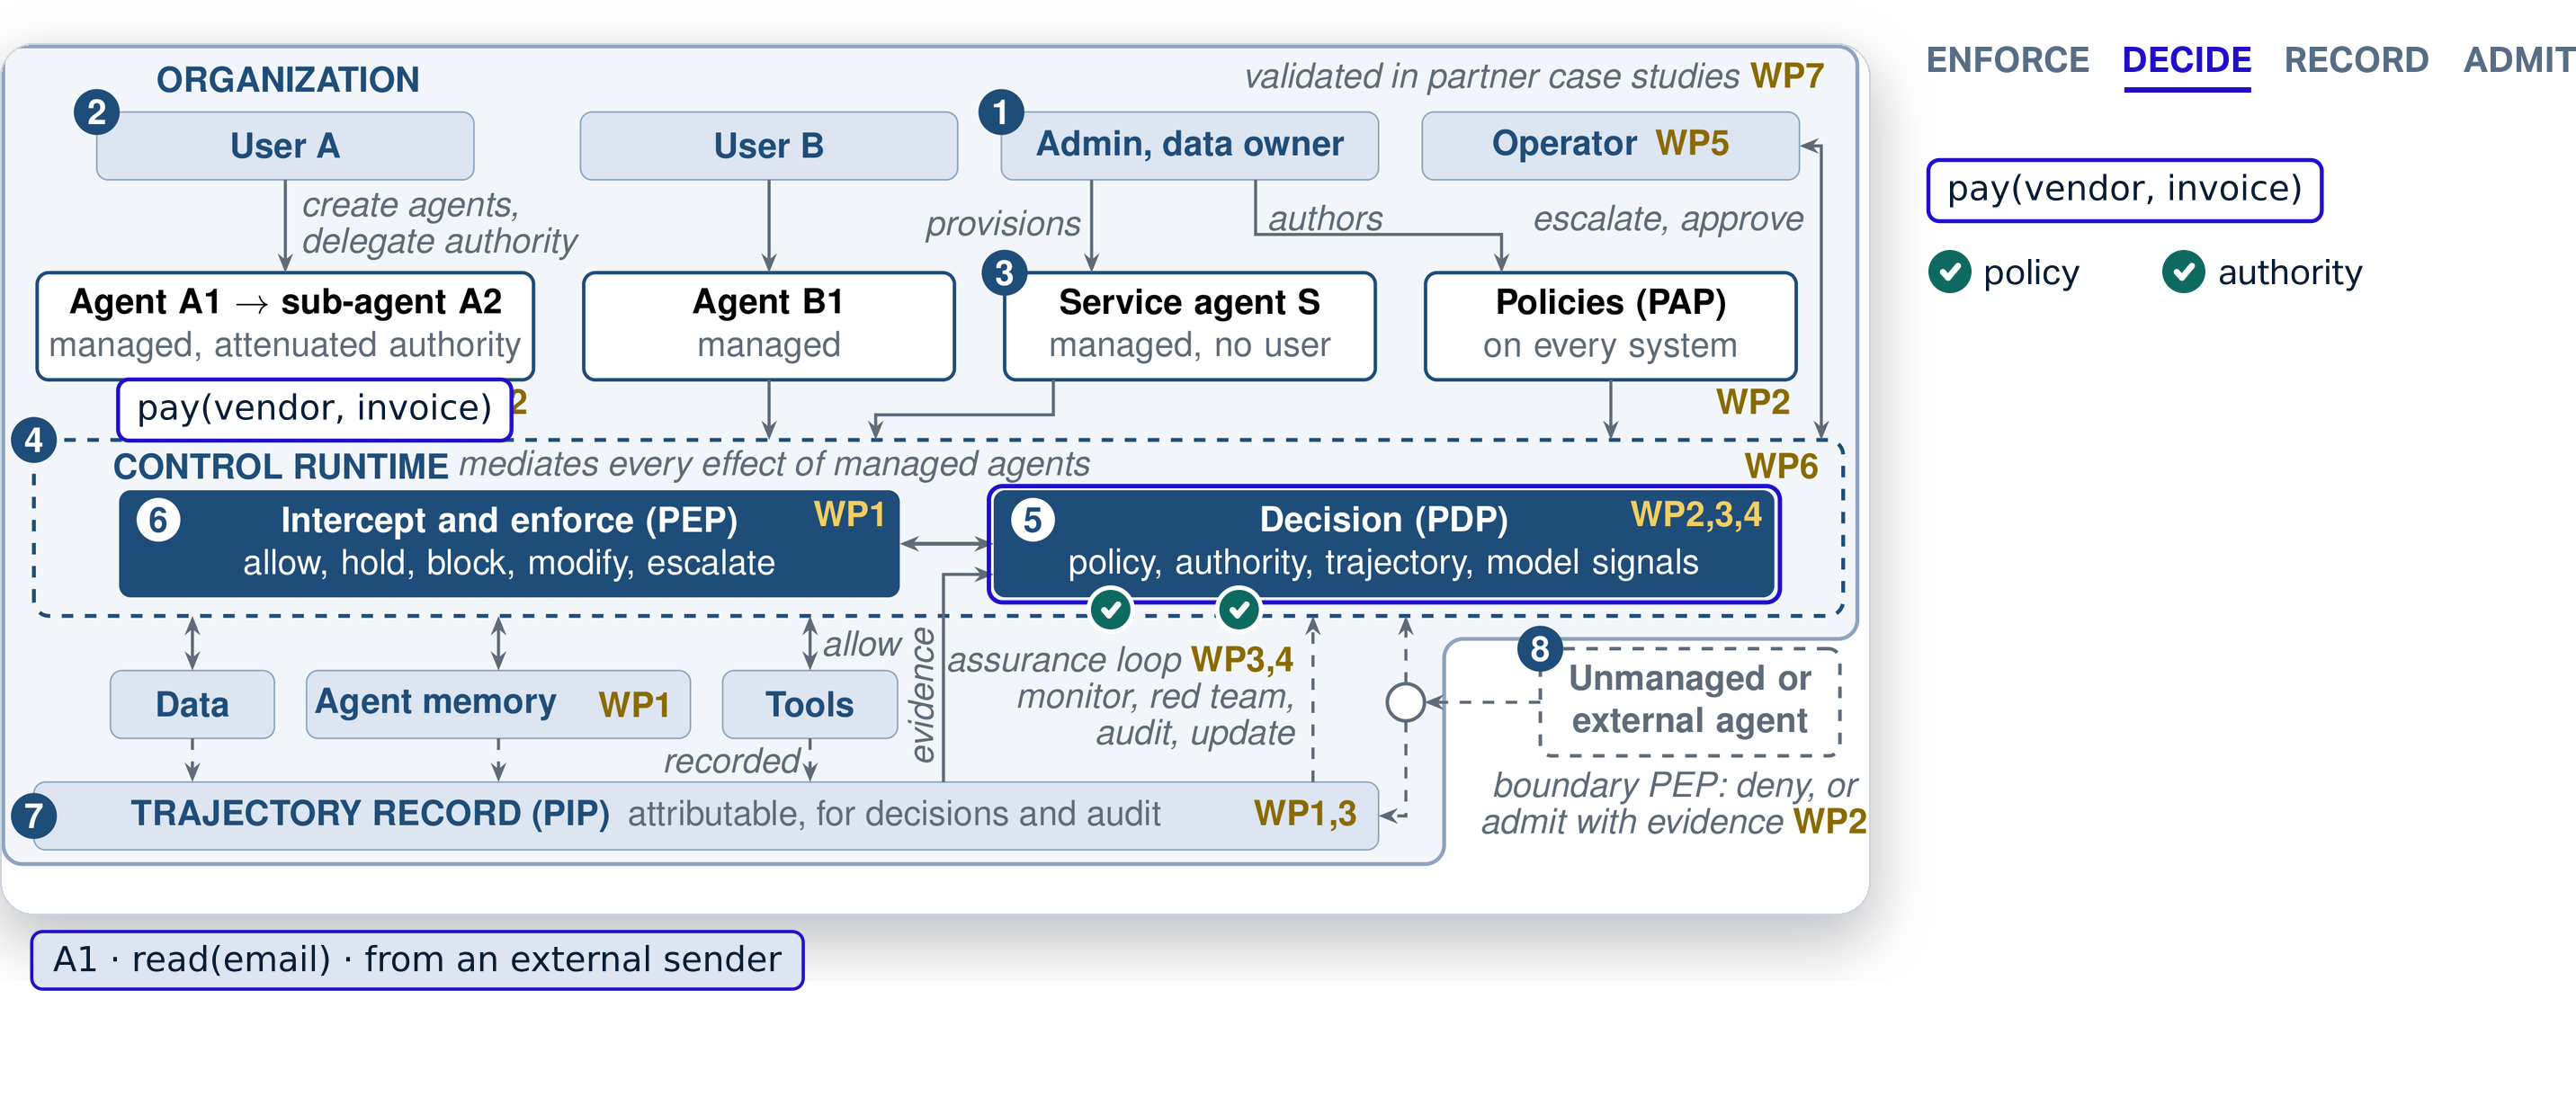 ENFORCE DECIDE RECORD ADMIT
ORGANIZATION
validated in partner case studies WP7
2
User A
User B
1
Admin, data owner
Operator WP5
create agents,
delegate authority
provisions
authors
escalate, approve
Agent A1 → sub-agent A2
managed, attenuated authority
Agent B1
managed
3
Service agent S
managed, no user
Policies (PAP)
on every system
pay(vendor, invoice)
2
WP2
4
CONTROL RUNTIME mediates every effect of managed agents
WP6
6
Intercept and enforce (PEP)
WP1
allow, hold, block, modify, escalate
5
Decision (PDP)
WP2,3,4
policy, authority, trajectory, model signals
allow
evidence
assurance loop WP3,4
monitor, red team,
audit, update
8
Unmanaged or
external agent
Data
Agent memory WP1
Tools
recorded
boundary PEP: deny, or
admit with evidence WP2
7
TRAJECTORY RECORD (PIP) attributable, for decisions and audit
WP1,3
A1 · read(email) · from an external sender
pay(vendor, invoice)
policy
authority